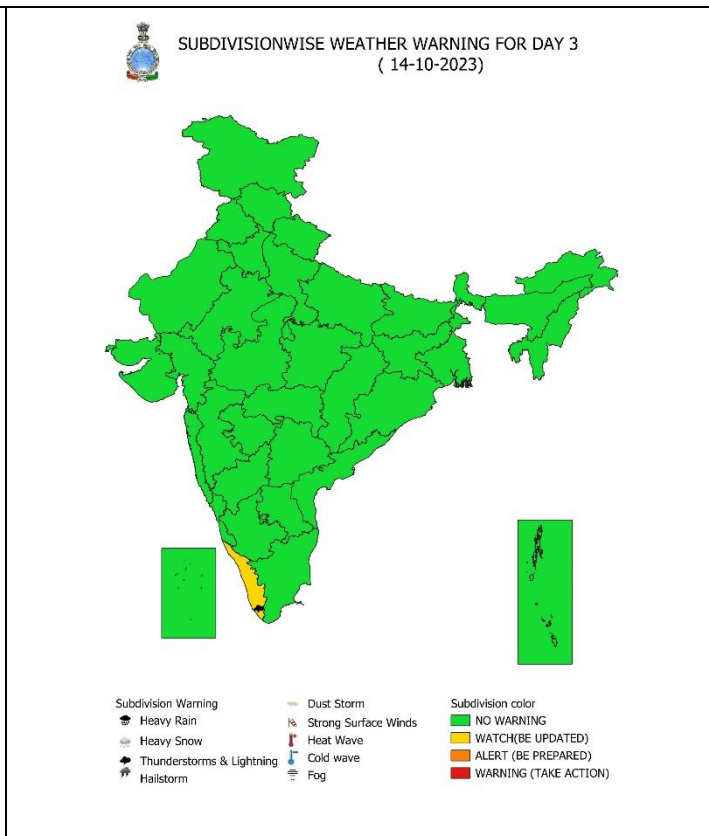 SUBDIVISIONWISE WEATHER WARNING FOR DAY 3
( 14-10-2023)
Subdivision Warning
Heavy Rain
Heavy Snow
Thunderstorms & Lightning
Hailstorm
Dust Storm
Strong Surface Winds
Heat Wave
Cold wave
Fog
Subdivision color
NO WARNING
WATCH(BE UPDATED)
ALERT (BE PREPARED)
WARNING (TAKE ACTION)